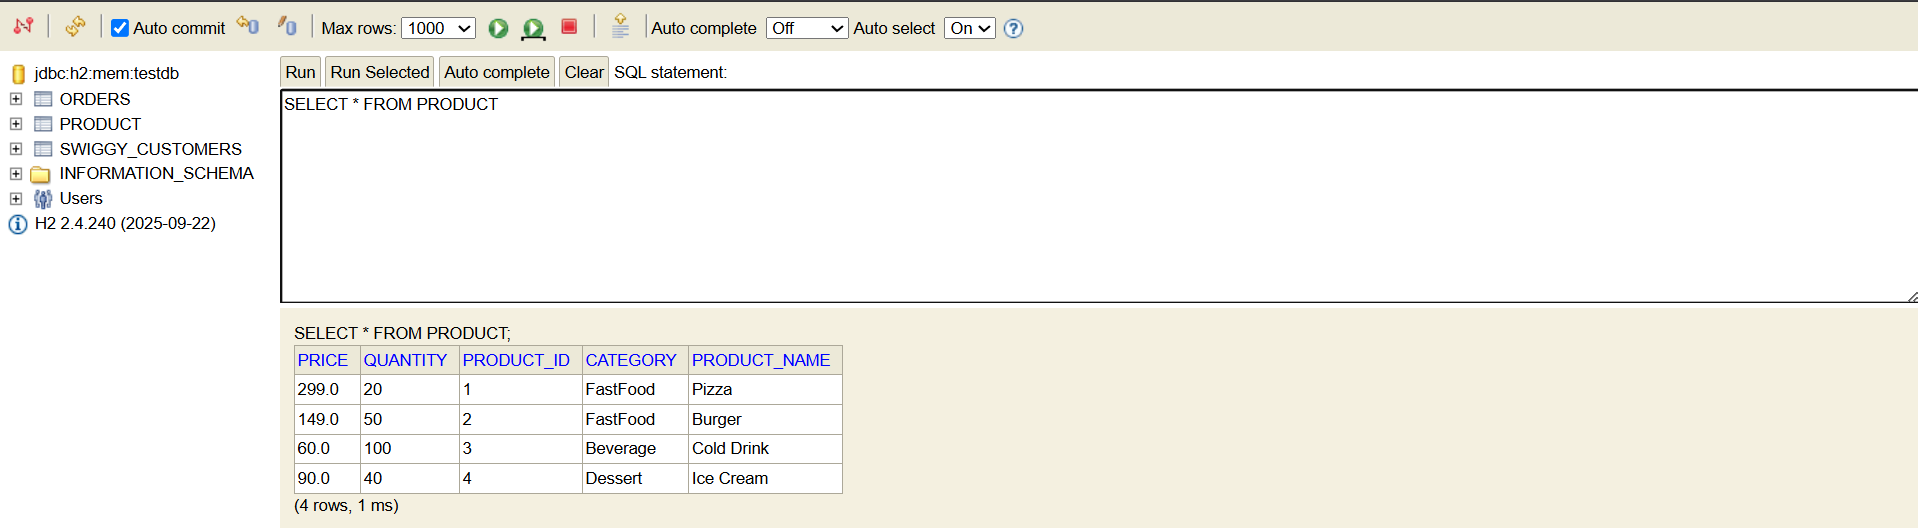 Auto commit Max rows: 1000 Auto complete Off Auto select On ?
jdbc:h2:mem:testdb
ORDERS
PRODUCT
SWIGGY_CUSTOMERS
INFORMATION_SCHEMA
Users
H2 2.4.240 (2025-09-22)
Run Run Selected Auto complete Clear SQL statement:
SELECT * FROM PRODUCT
SELECT * FROM PRODUCT;
PRICE QUANTITY PRODUCT_ID CATEGORY PRODUCT_NAME
299.0 20 1 FastFood Pizza
149.0 50 2 FastFood Burger
60.0 100 3 Beverage Cold Drink
90.0 40 4 Dessert Ice Cream
(4 rows, 1 ms)